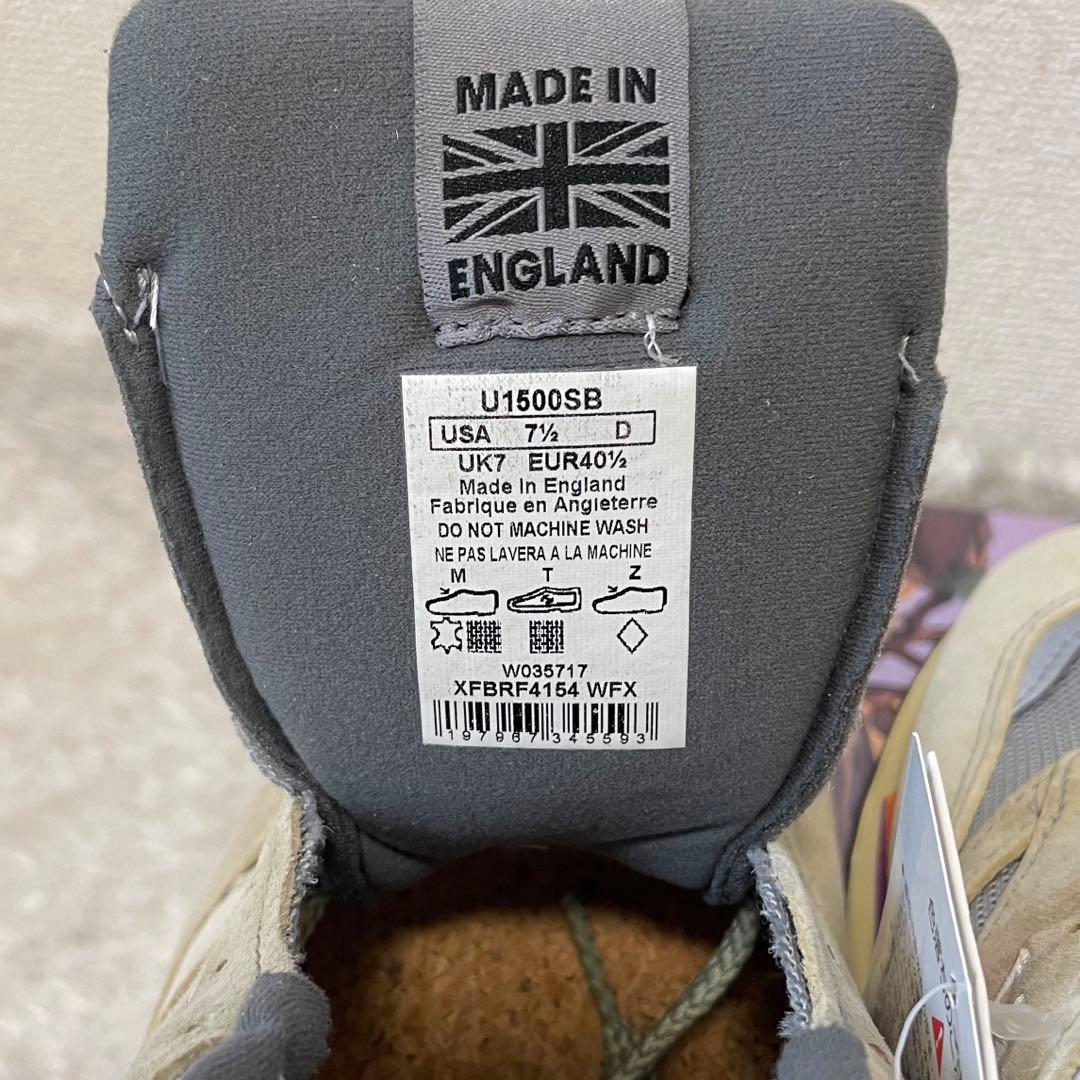 MADE IN
ENGLAND
U1500SB
USA 7½ D
UK7 EUR40½
Made In England
Fabrique en Angleterre
DO NOT MACHINE WASH
NE PAS LAVERA A LA MACHINE
M T Z
W035717
XFBRF4154 WFX
197967345593